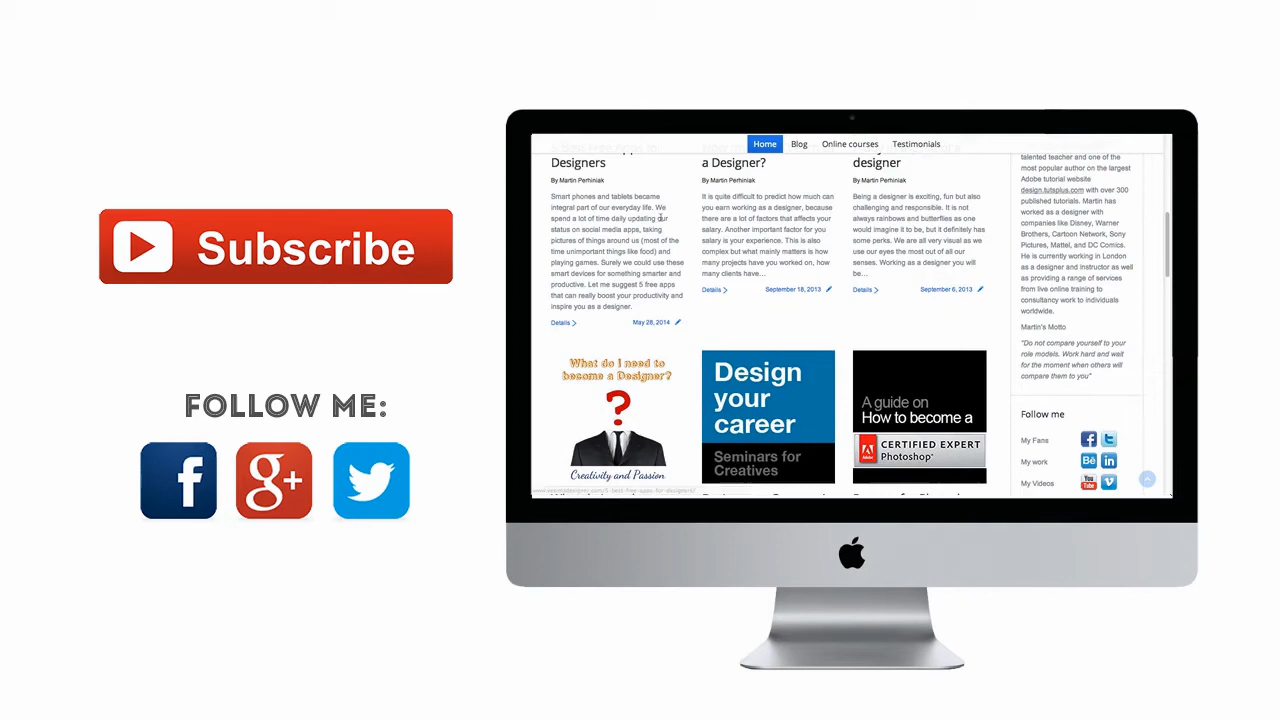 Subscribe
FOLLOW ME:
Home Blog Online courses Testimonials
Designers
By Martin Perhiniak
Smart phones and tablets became
integral part of our everyday life. We
spend a lot of time daily updating our
status on social media apps, taking
pictures of things around us (most of the
time unimportant things like food) and
playing games. Surely we could use these
smart devices for something smarter and
productive. Let me suggest 5 free apps
that can really boost your productivity and
inspire you as a designer.
Details
May 28, 2014
a Designer?
By Martin Perhiniak
It is quite difficult to predict how much can
you earn working as a designer, because
there are a lot of factors that affects your
salary. Another important factor for you
salary is your experience. This is also
complex but what mainly matters is how
many projects have you worked on, how
many clients have...
Details
September 18, 2013
designer
By Martin Perhiniak
Being a designer is exciting, fun but also
challenging and responsible. It is not
always rainbows and butterflies as one
would imagine it to be, but it definitely has
some perks. We are all very visual as we
use our eyes the most out of all our
senses. Working as a designer you will
be...
Details
September 6, 2013
What do I need to
become a Designer?
?
Creativity and Passion
Design
your
career
Seminars for
Creatives
A guide on
How to become a
CERTIFIED EXPERT
Photoshop®
talented teacher and one of the
most popular author on the largest
Adobe tutorial website
design.tutsplus.com with over 300
published tutorials. Martin has
worked as a designer with
companies like Disney, Warner
Brothers, Cartoon Network, Sony
Pictures, Mattel, and DC Comics.
He is currently working in London
as a designer and instructor as well
as providing a range of services
from live online training to
consultancy work to individuals
worldwide.
Martin's Motto
"Do not compare yourself to your
role models. Work hard and wait
for the moment when others will
compare them to you"
Follow me
My Fans
My work
My Videos